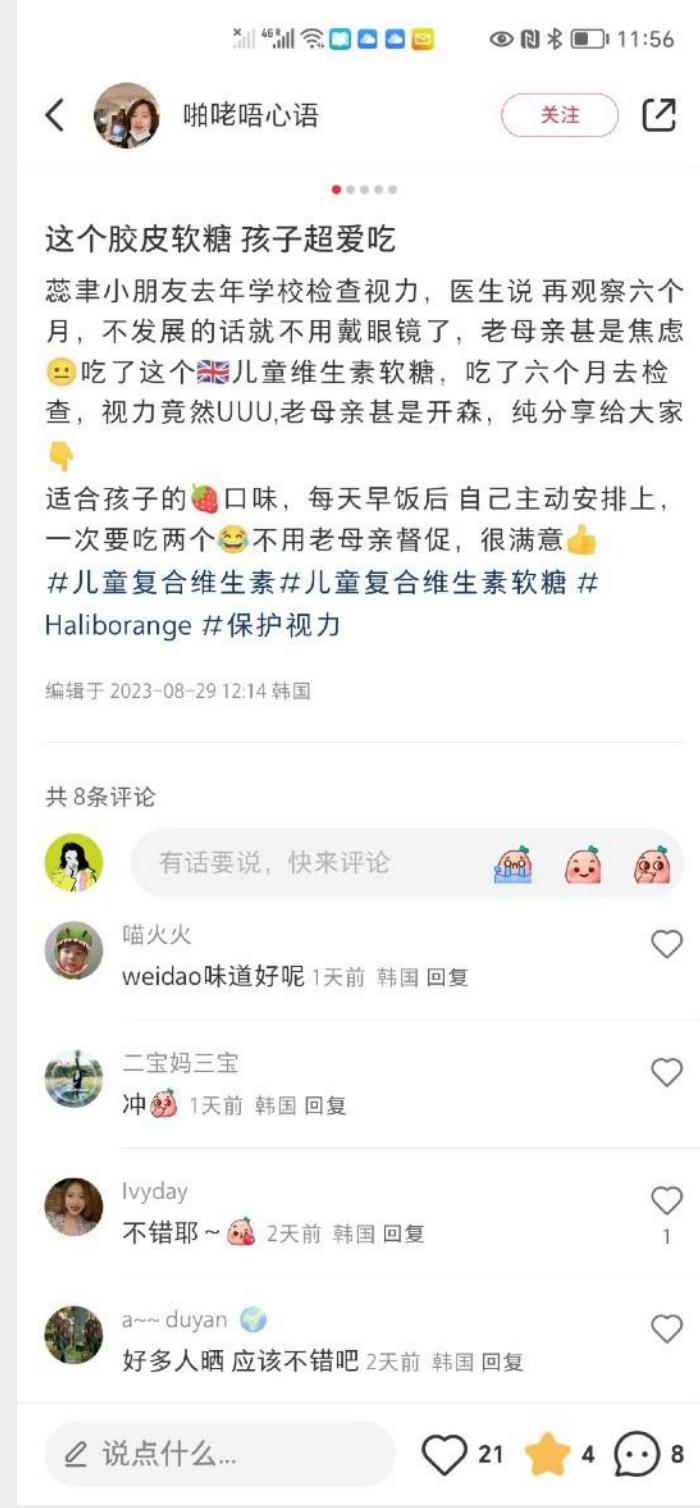 46
11:56
啪咾唔心语
关注
这个胶皮软糖 孩子超爱吃
蕊聿小朋友去年学校检查视力，医生说 再观察六个
月，不发展的话就不用戴眼镜了，老母亲甚是焦虑
😐吃了这个🇬🇧儿童维生素软糖，吃了六个月去检
查，视力竟然UUU,老母亲甚是开森，纯分享给大家
👇
适合孩子的🍓口味，每天早饭后 自己主动安排上，
一次要吃两个😂不用老母亲督促，很满意👍
#儿童复合维生素#儿童复合维生素软糖 #
Haliborange #保护视力
编辑于 2023-08-29 12:14 韩国
共 8条评论
有话要说，快来评论
喵火火
weidao味道好呢 1天前 韩国 回复
二宝妈三宝
冲 1天前 韩国 回复
Ivyday
不错耶～ 2天前 韩国 回复
1
a~~ duyan 🌍
好多人晒 应该不错吧 2天前 韩国 回复
说点什么...
21
4
8